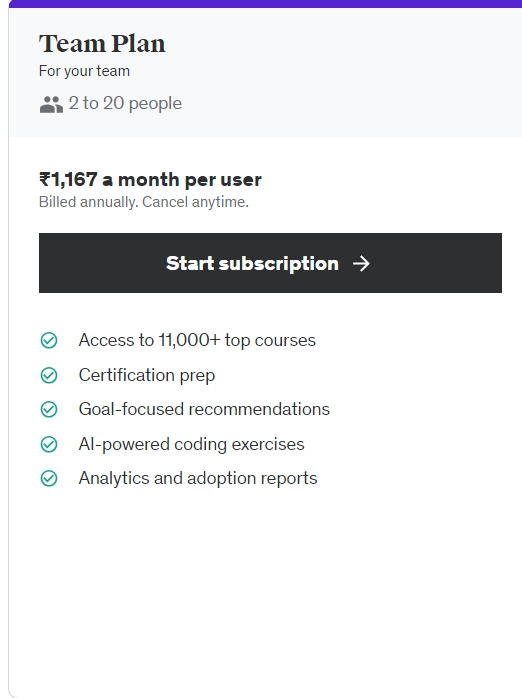 Team Plan
For your team
2 to 20 people
₹1,167 a month per user
Billed annually. Cancel anytime.
Start subscription →
Access to 11,000+ top courses
Certification prep
Goal-focused recommendations
AI-powered coding exercises
Analytics and adoption reports